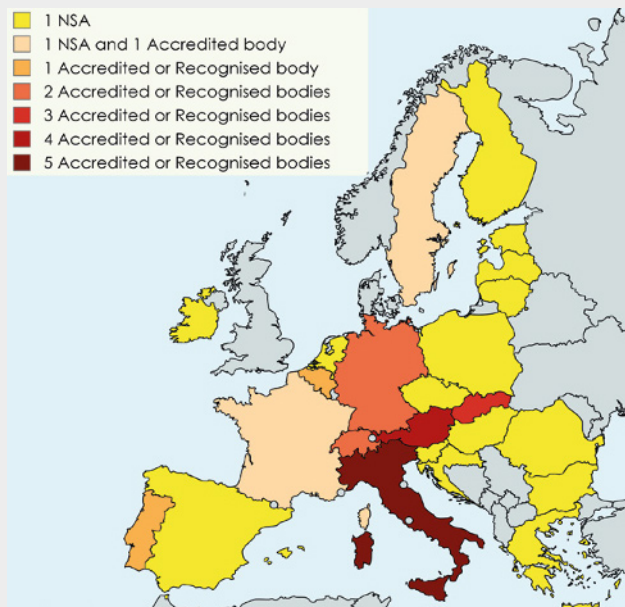 1 NSA
1 NSA and 1 Accredited body
1 Accredited or Recognised body
2 Accredited or Recognised bodies
3 Accredited or Recognised bodies
4 Accredited or Recognised bodies
5 Accredited or Recognised bodies